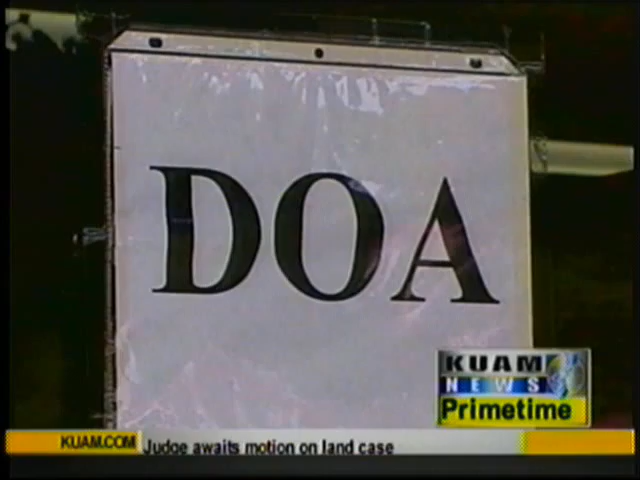 DOA
KUAM
NEWS
Primetime
KUAM.COM Judge awaits motion on land case